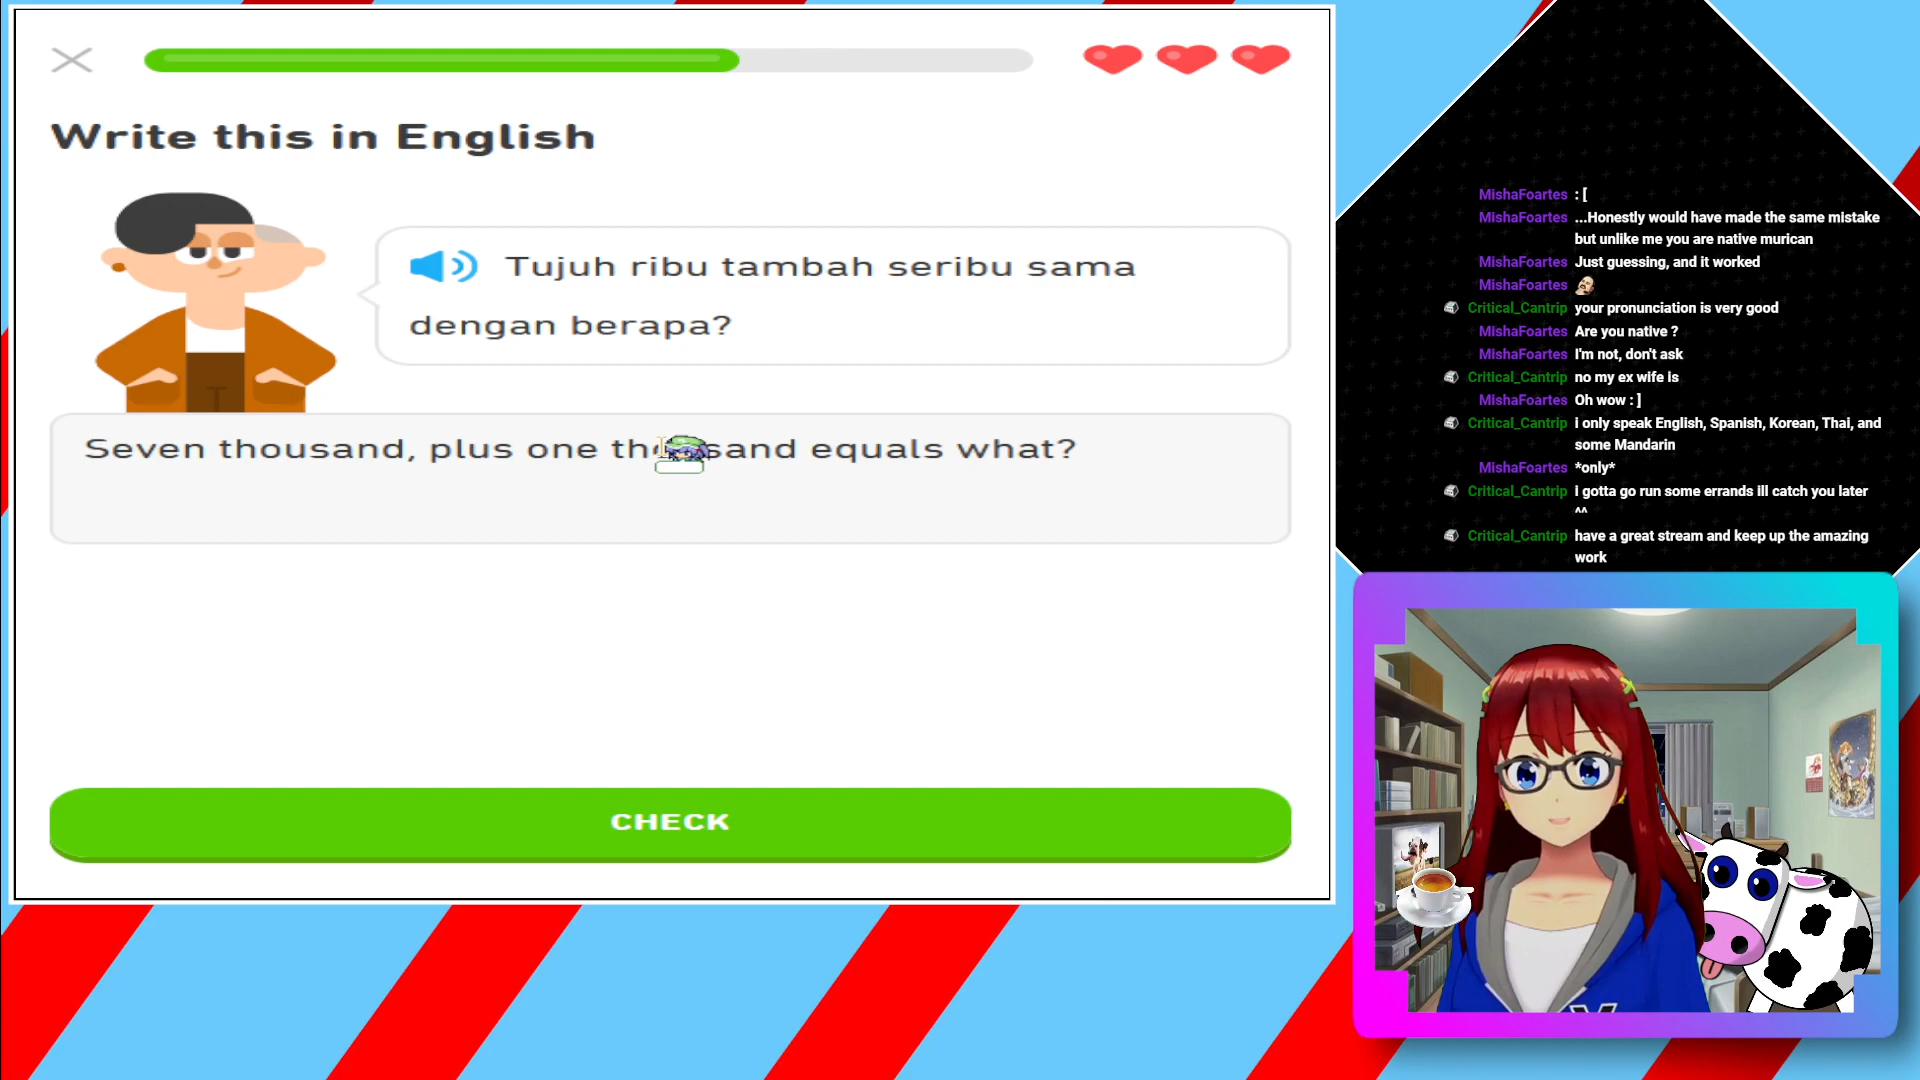 Write this in English
Tujuh ribu tambah seribu sama
dengan berapa?
Seven thousand, plus one thousand equals what?
CHECK
MishaFoartes : [
MishaFoartes ...Honestly would have made the same mistake
but unlike me you are native murican
MishaFoartes Just guessing, and it worked
MishaFoartes
Critical_Cantrip your pronunciation is very good
MishaFoartes Are you native ?
MishaFoartes I'm not, don't ask
Critical_Cantrip no my ex wife is
MishaFoartes Oh wow : ]
Critical_Cantrip i only speak English, Spanish, Korean, Thai, and
some Mandarin
MishaFoartes *only*
Critical_Cantrip i gotta go run some errands ill catch you later
^^
Critical_Cantrip have a great stream and keep up the amazing
work